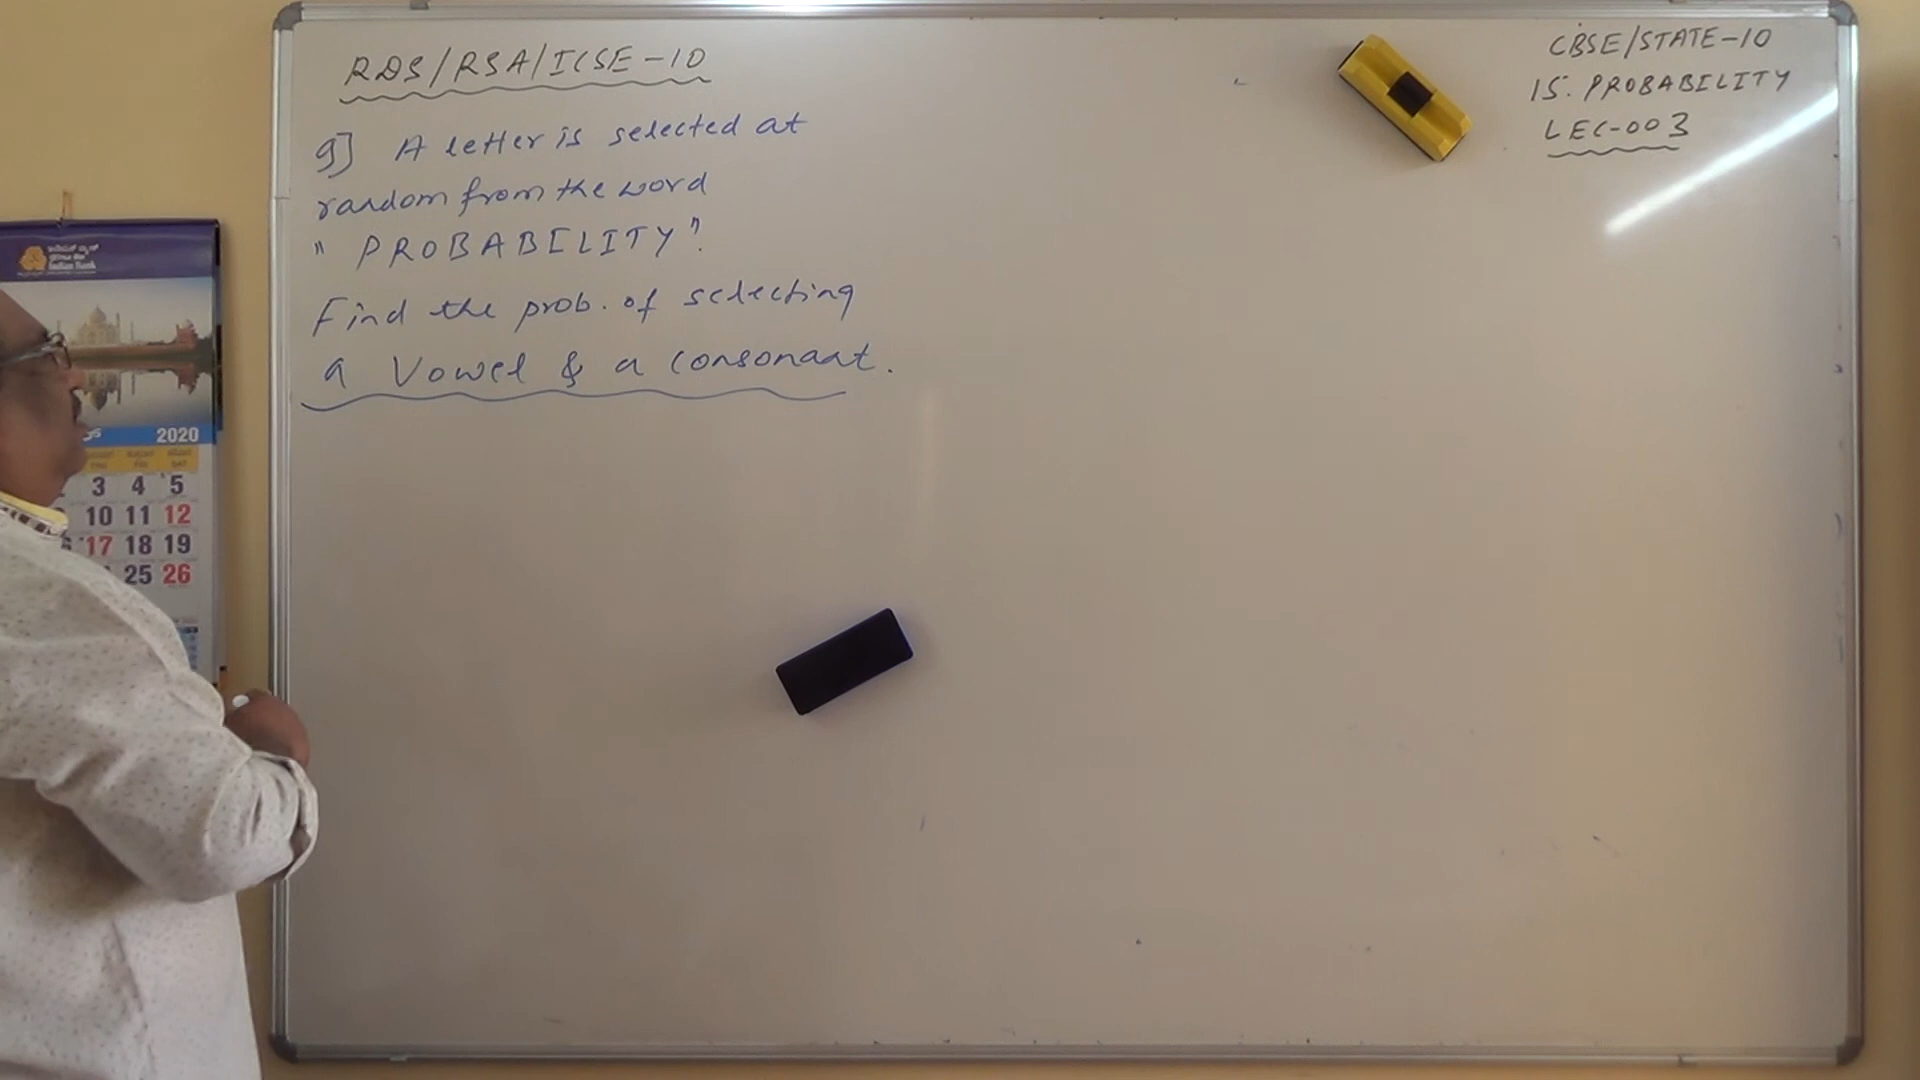 RDS/RSA/ICSE-10
9] A letter is selected at
random from the word
" PROBABILITY".
Find the prob. of selecting
a Vowel & a consonant.
CBSE/STATE-10
15. PROBABILITY
LEC-003
Indian Bank
2020
3 4 5
10 11 12
17 18 19
25 26